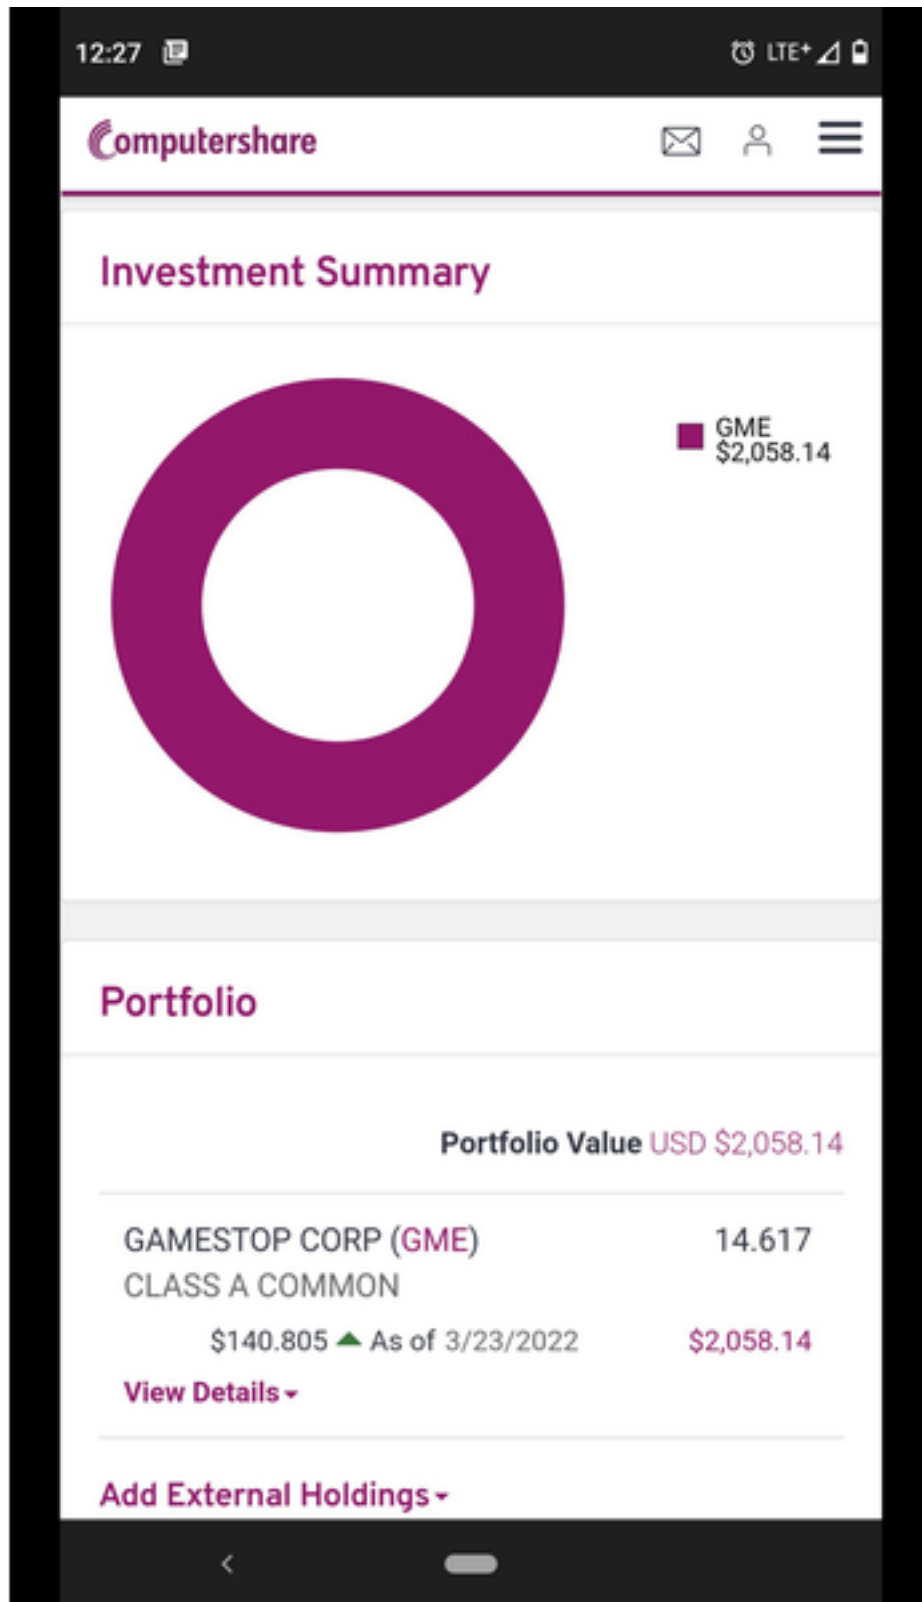 12:27 LTE+
Computershare
Investment Summary
GME
$2,058.14
Portfolio
Portfolio Value USD $2,058.14
GAMESTOP CORP (GME) 14.617
CLASS A COMMON
$140.805 As of 3/23/2022 $2,058.14
View Details
Add External Holdings